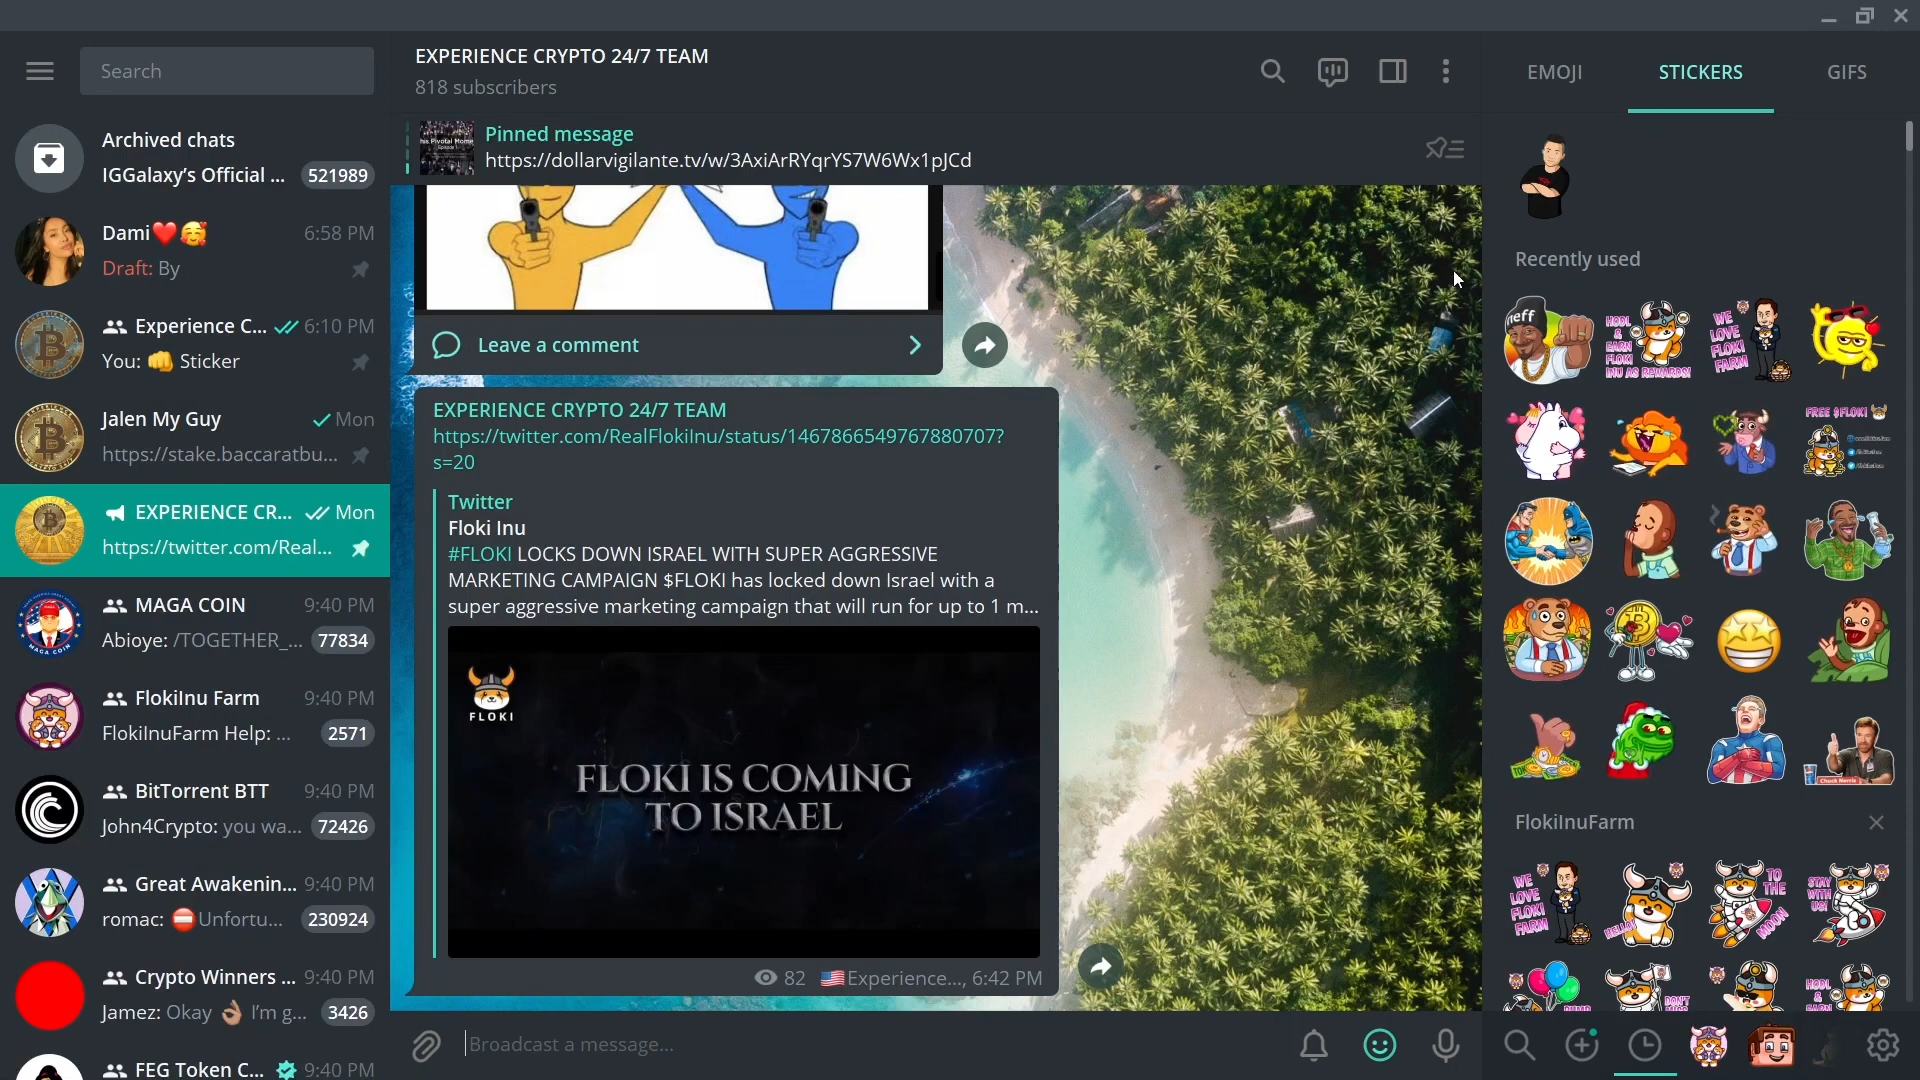 Search
Archived chats
IGGalaxy's Official ... 521989
Dami❤️🥰 6:58 PM
Draft: By
Experience C... 6:10 PM
You: 👊 Sticker
Jalen My Guy Mon
https://stake.baccaratbu...
EXPERIENCE CR... Mon
https://twitter.com/Real...
MAGA COIN 9:40 PM
Abioye: /TOGETHER_... 77834
FlokiInu Farm 9:40 PM
FlokiInuFarm Help: ... 2571
BitTorrent BTT 9:40 PM
John4Crypto: you wa... 72426
Great Awakenin... 9:40 PM
romac: ⛔Unfortu... 230924
Crypto Winners ... 9:40 PM
Jamez: Okay 👌🏽 I'm g... 3426
FEG Token C... 9:40 PM
EXPERIENCE CRYPTO 24/7 TEAM
818 subscribers
Pinned message
https://dollarvigilante.tv/w/3AxiArRYqrYS7W6Wx1pJCd
Leave a comment
EXPERIENCE CRYPTO 24/7 TEAM
https://twitter.com/RealFlokiInu/status/1467866549767880707?
s=20
Twitter
Floki Inu
#FLOKI LOCKS DOWN ISRAEL WITH SUPER AGGRESSIVE
MARKETING CAMPAIGN $FLOKI has locked down Israel with a
super aggressive marketing campaign that will run for up to 1 m...
FLOKI
FLOKI IS COMING
TO ISRAEL
82 🇺🇸Experience..., 6:42 PM
Broadcast a message...
EMOJI
STICKERS
GIFS
Recently used
HODL
&
EARN
FLOKI
INU AS REWARDS!
WE
LOVE
FLOKI
FARM
FREE $FLOKI
Chuck Norris
FlokiInuFarm
WE
LOVE
FLOKI
FARM
HELLO!
TO
THE
MOON
STAY
WITH
US!
DON'T
HODL
&